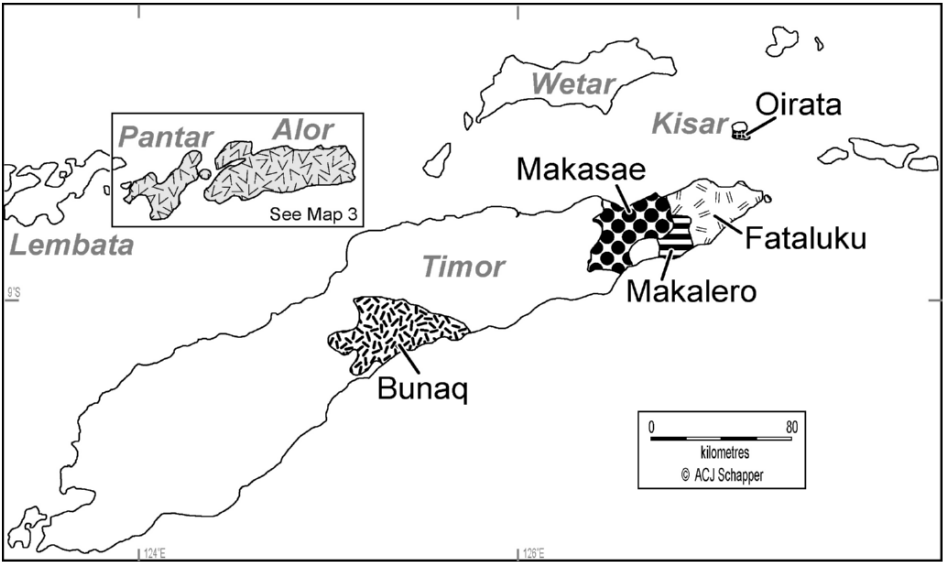 Wetar
Oirata
Kisar
Pantar
Alor
Makasae
See Map 3
Lembata
Fataluku
Timor
Makalero
9°S
Bunaq
0 80
kilometres
© ACJ Schapper
124°E
126°E